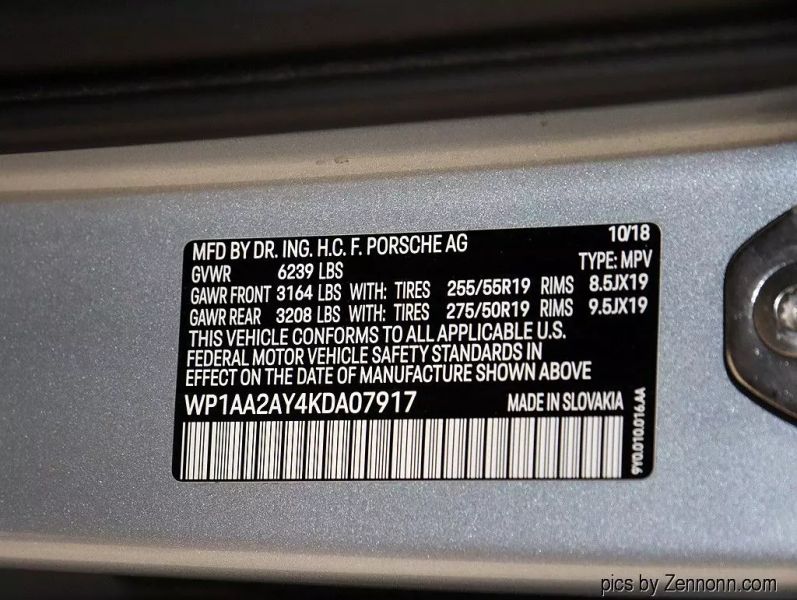 MFD BY DR. ING. H.C. F. PORSCHE AG 10/18
GVWR 6239 LBS TYPE: MPV
GAWR FRONT 3164 LBS WITH: TIRES 255/55R19 RIMS 8.5JX19
GAWR REAR 3208 LBS WITH: TIRES 275/50R19 RIMS 9.5JX19
THIS VEHICLE CONFORMS TO ALL APPLICABLE U.S.
FEDERAL MOTOR VEHICLE SAFETY STANDARDS IN
EFFECT ON THE DATE OF MANUFACTURE SHOWN ABOVE
WP1AA2AY4KDA07917 MADE IN SLOVAKIA
9Y0.010.016.AA
pics by Zennonn.com